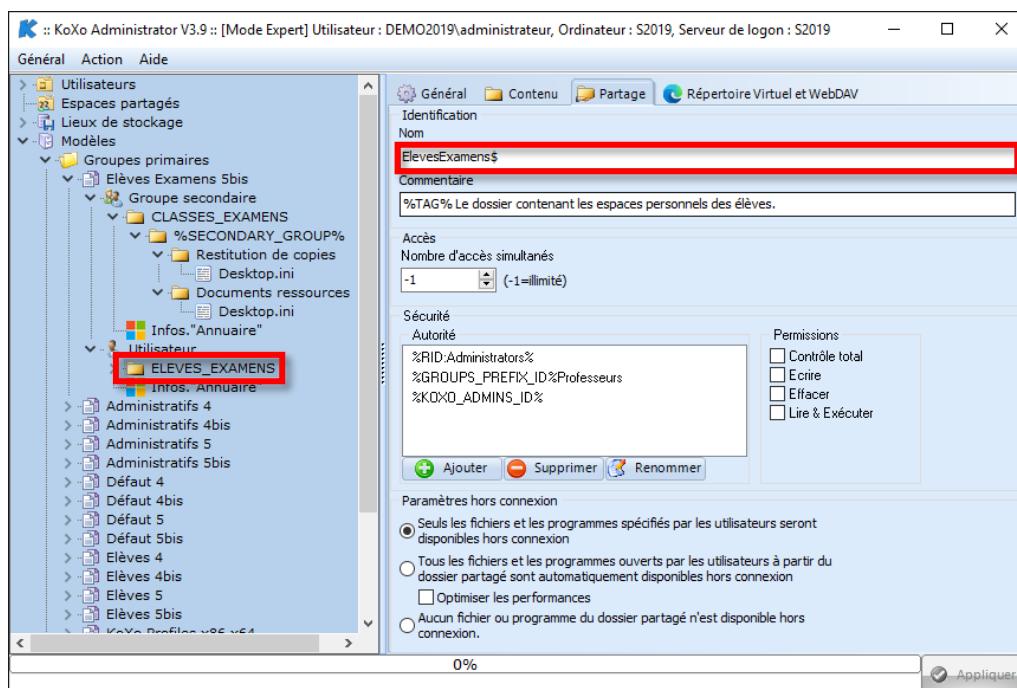 :: KoXo Administrator V3.9 :: [Mode Expert] Utilisateur : DEMO2019\administrateur, Ordinateur : S2019, Serveur de logon : S2019
Général Action Aide
Utilisateurs
Espaces partagés
Lieux de stockage
Modèles
Groupes primaires
Elèves Examens 5bis
Groupe secondaire
CLASSES_EXAMENS
%SECONDARY_GROUP%
Restitution de copies
Desktop.ini
Documents ressources
Desktop.ini
Infos."Annuaire"
Utilisateur
ELEVES_EXAMENS
Infos."Annuaire"
Administratifs 4
Administratifs 4bis
Administratifs 5
Administratifs 5bis
Défaut 4
Défaut 4bis
Défaut 5
Défaut 5bis
Elèves 4
Elèves 4bis
Elèves 5
Elèves 5bis
KoXo Profiles x86 x64
Général Contenu Partage Répertoire Virtuel et WebDAV
Identification
Nom
ElevesExamens$
Commentaire
%TAG% Le dossier contenant les espaces personnels des élèves.
Accès
Nombre d'accès simultanés
-1 (-1=illimité)
Sécurité
Autorité
%RID:Administrators%
%GROUPS_PREFIX_ID%Professeurs
%KOXO_ADMINS_ID%
Ajouter Supprimer Renommer
Permissions
Contrôle total
Ecrire
Effacer
Lire & Exécuter
Paramètres hors connexion
Seuls les fichiers et les programmes spécifiés par les utilisateurs seront
disponibles hors connexion
Tous les fichiers et les programmes ouverts par les utilisateurs à partir du
dossier partagé sont automatiquement disponibles hors connexion
Optimiser les performances
Aucun fichier ou programme du dossier partagé n'est disponible hors
connexion.
0%
Appliquer